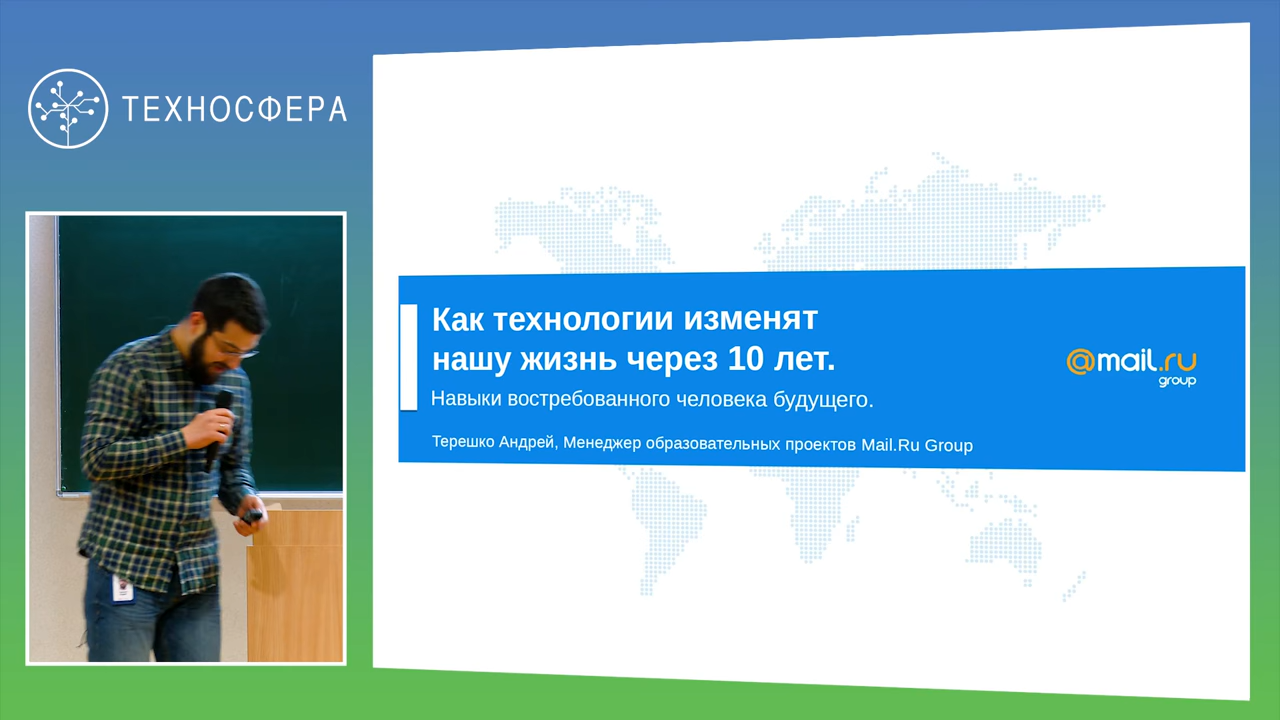 ТЕХНОСФЕРА
Как технологии изменят
нашу жизнь через 10 лет.
Навыки востребованного человека будущего.
Терешко Андрей, Менеджер образовательных проектов Mail.Ru Group
@mail.ru
group